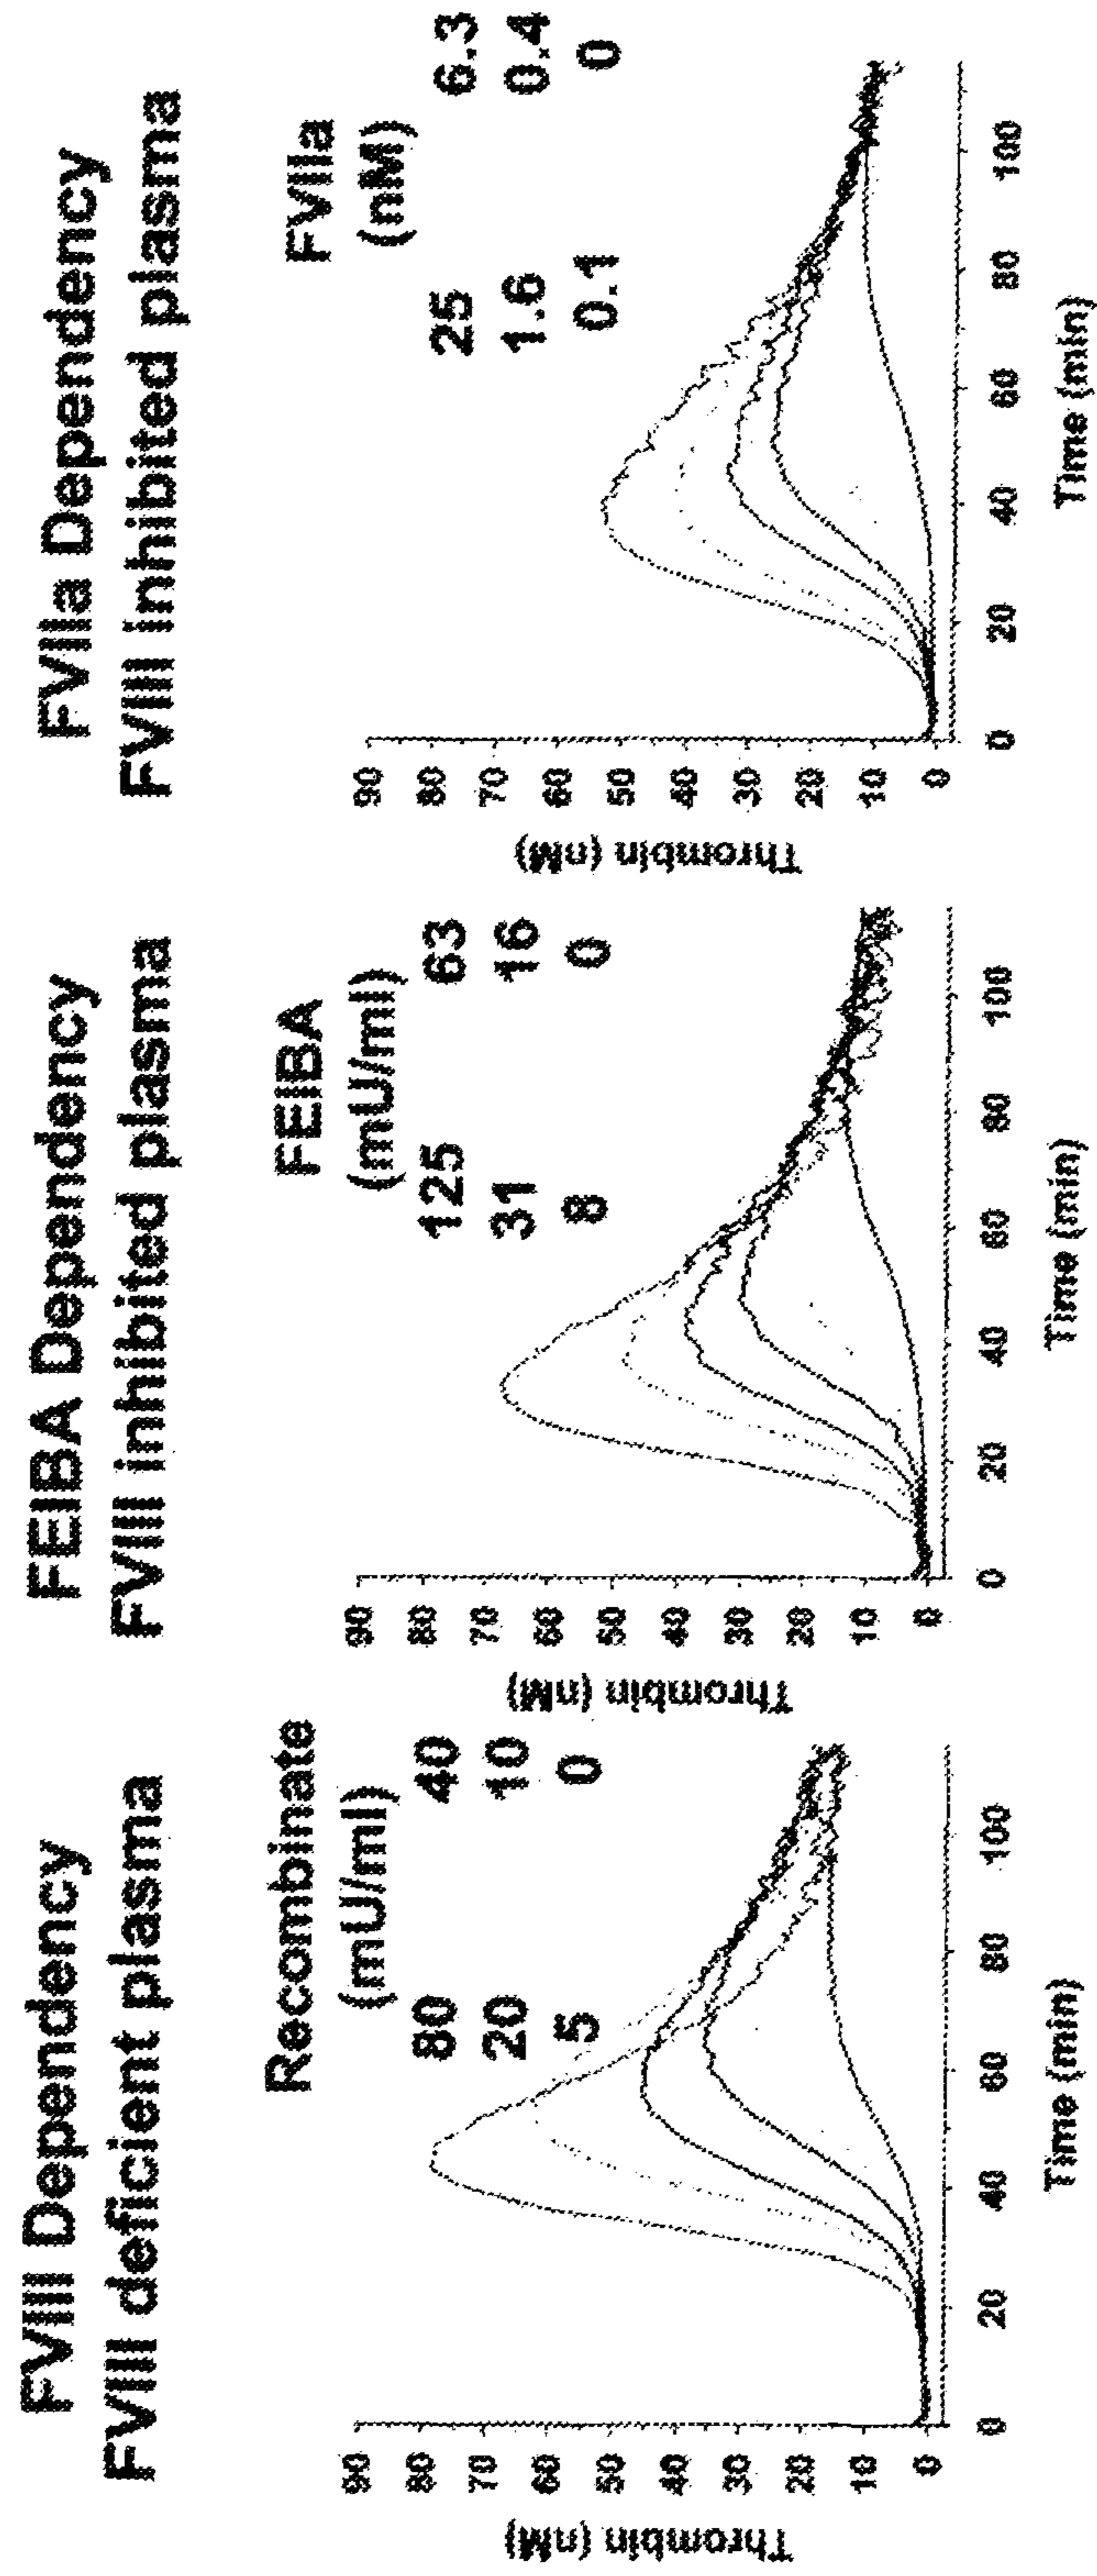 FVIII Dependency
FVIII deficient plasma
Recombinate
(mU/ml)
80 40
20 10
5 0
Thrombin (nM)
90
80
70
60
50
40
30
20
10
0
0 20 40 60 80 100
Time (min)
FEIBA Dependency
FVIII inhibited plasma
FEIBA
(mU/ml)
125 63
31 16
8 0
Thrombin (nM)
90
80
70
60
50
40
30
20
10
0
0 20 40 60 80 100
Time (min)
FVIIa Dependency
FVIII inhibited plasma
FVIIa
(nM)
25 6.3
1.6 0.4
0.1 0
Thrombin (nM)
90
80
70
60
50
40
30
20
10
0
0 20 40 60 80 100
Time (min)